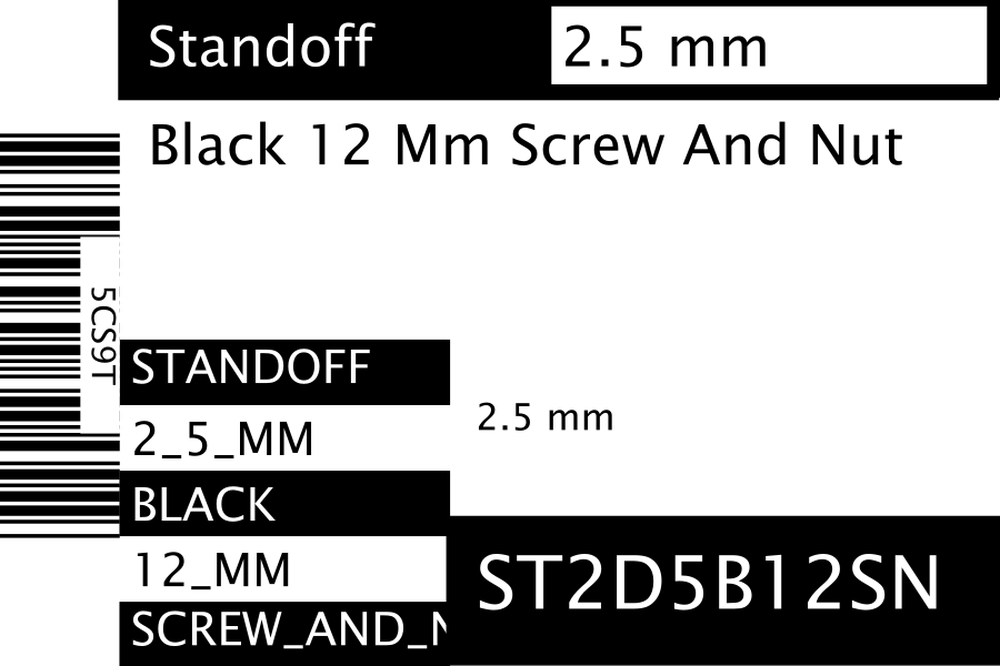 Standoff 2.5 mm
Black 12 Mm Screw And Nut
5CS9T
STANDOFF
2_5_MM
2.5 mm
BLACK
12_MM
SCREW_AND_
ST2D5B12SN